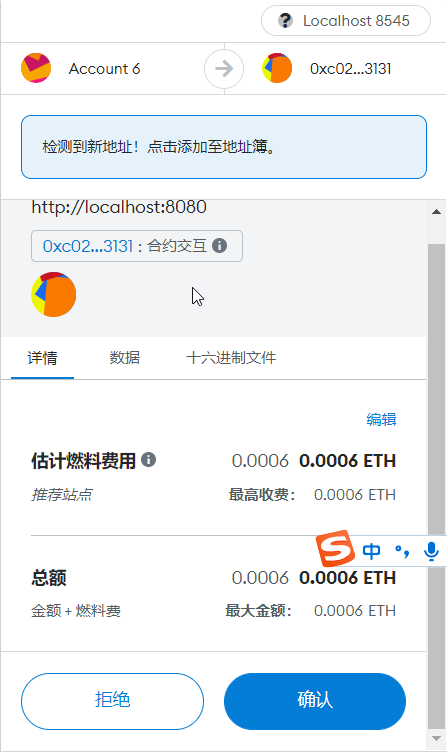 Localhost 8545
Account 6
0xc02...3131
检测到新地址！点击添加至地址簿。
http://localhost:8080
0xc02...3131 : 合约交互
详情 数据 十六进制文件
编辑
估计燃料费用 0.0006 0.0006 ETH
推荐站点 最高收费： 0.0006 ETH
中
总额 0.0006 0.0006 ETH
金额 + 燃料费 最大金额： 0.0006 ETH
拒绝 确认